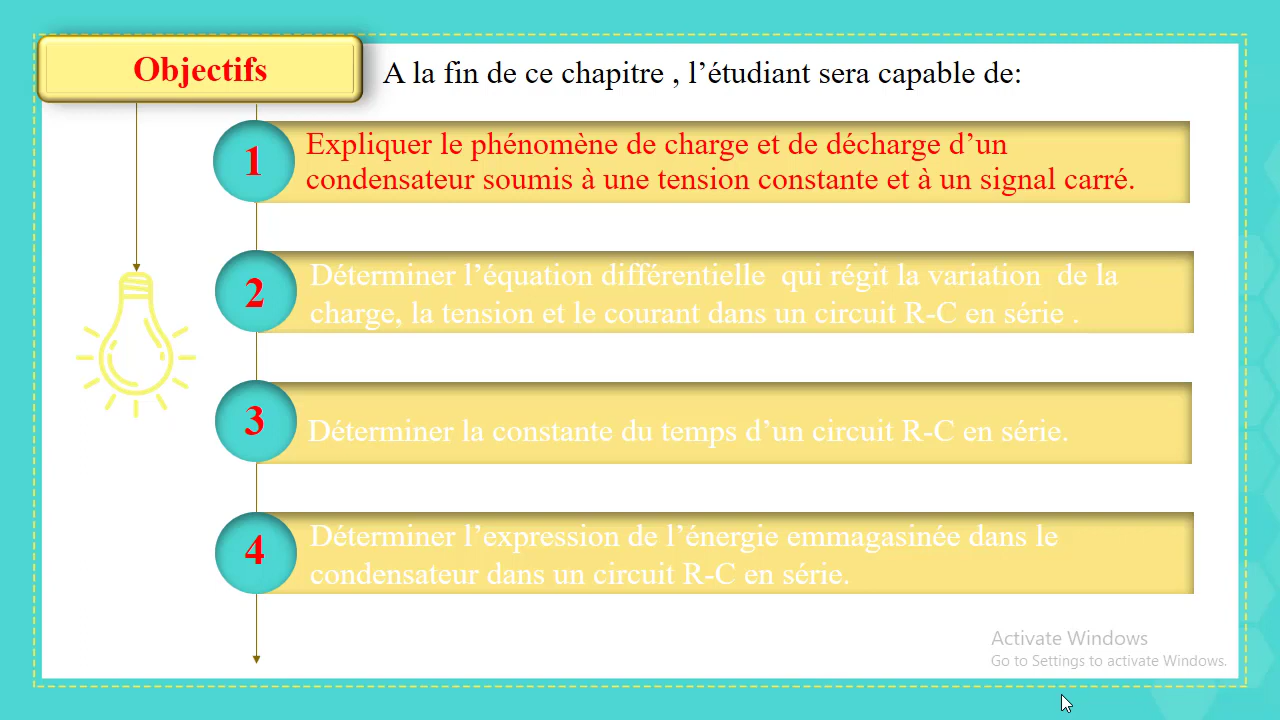 Objectifs
A la fin de ce chapitre , l’étudiant sera capable de:
1
Expliquer le phénomène de charge et de décharge d’un
condensateur soumis à une tension constante et à un signal carré.
2
Déterminer l’équation différentielle  qui régit la variation  de la
charge, la tension et le courant dans un circuit R-C en série .
3
Déterminer la constante du temps d’un circuit R-C en série.
4
Déterminer l’expression de l’énergie emmagasinée dans le
condensateur dans un circuit R-C en série.
Activate Windows
Go to Settings to activate Windows.